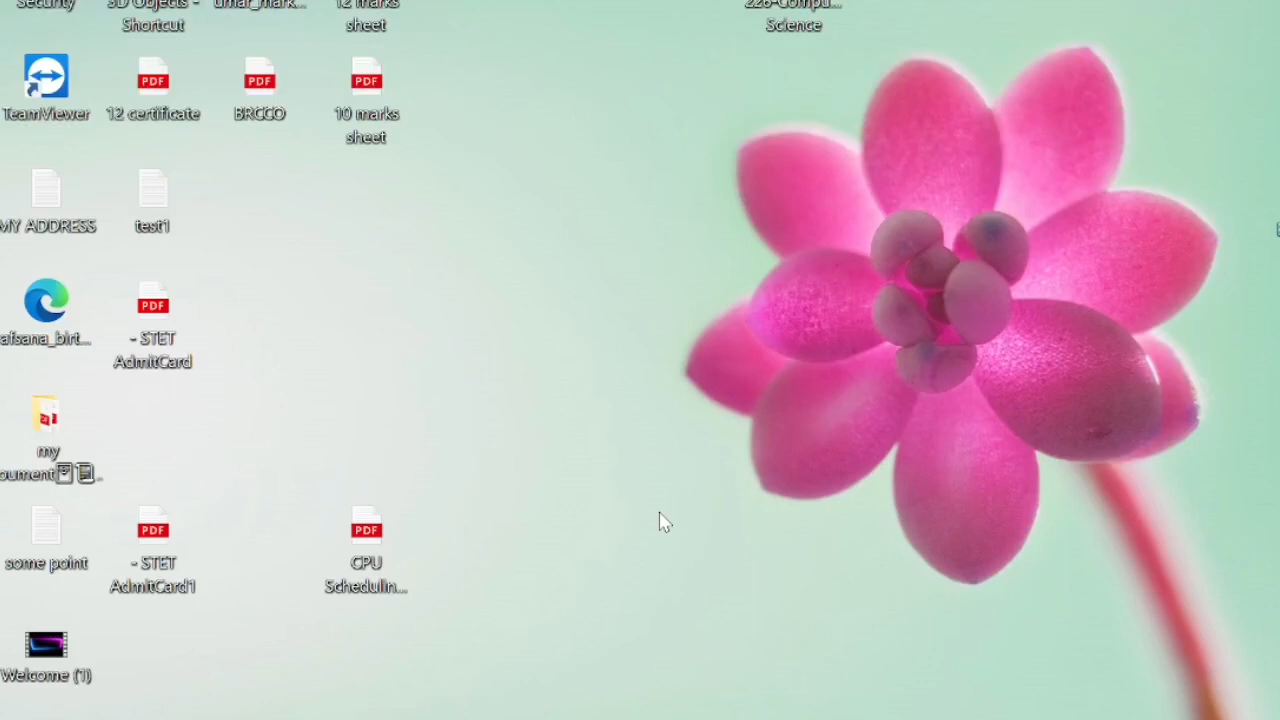 Security
3D Objects -
Shortcut
umar_mark...
12 marks
sheet
226-Compu...
Science
TeamViewer
PDF
12 certificate
PDF
BRCCO
PDF
10 marks
sheet
MY ADDRESS
test1
afsana_birt...
PDF
- STET
AdmitCard
my
ocument
some point
PDF
- STET
AdmitCard1
PDF
CPU
Schedulin...
Welcome (1)